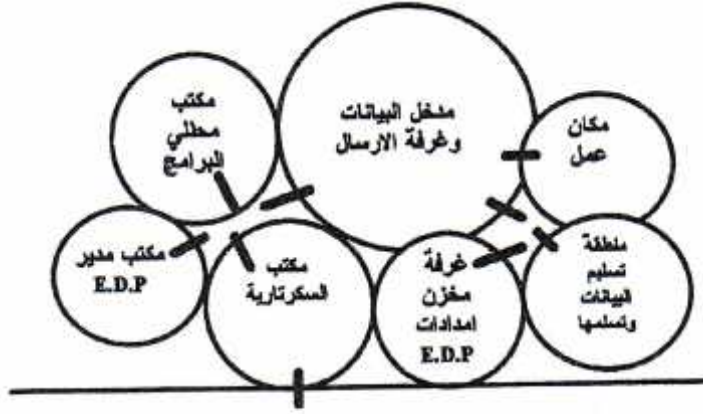 مدخل البيانات
وغرفة الارسال
مكتب
محللي
البرامج
مكان
عمل
مكتب مدير
E.D.P
مكتب
السكرتارية
غرفة
مخزن
امدادات
E.D.P
منطقة
تسليم
البيانات
وتسلمها